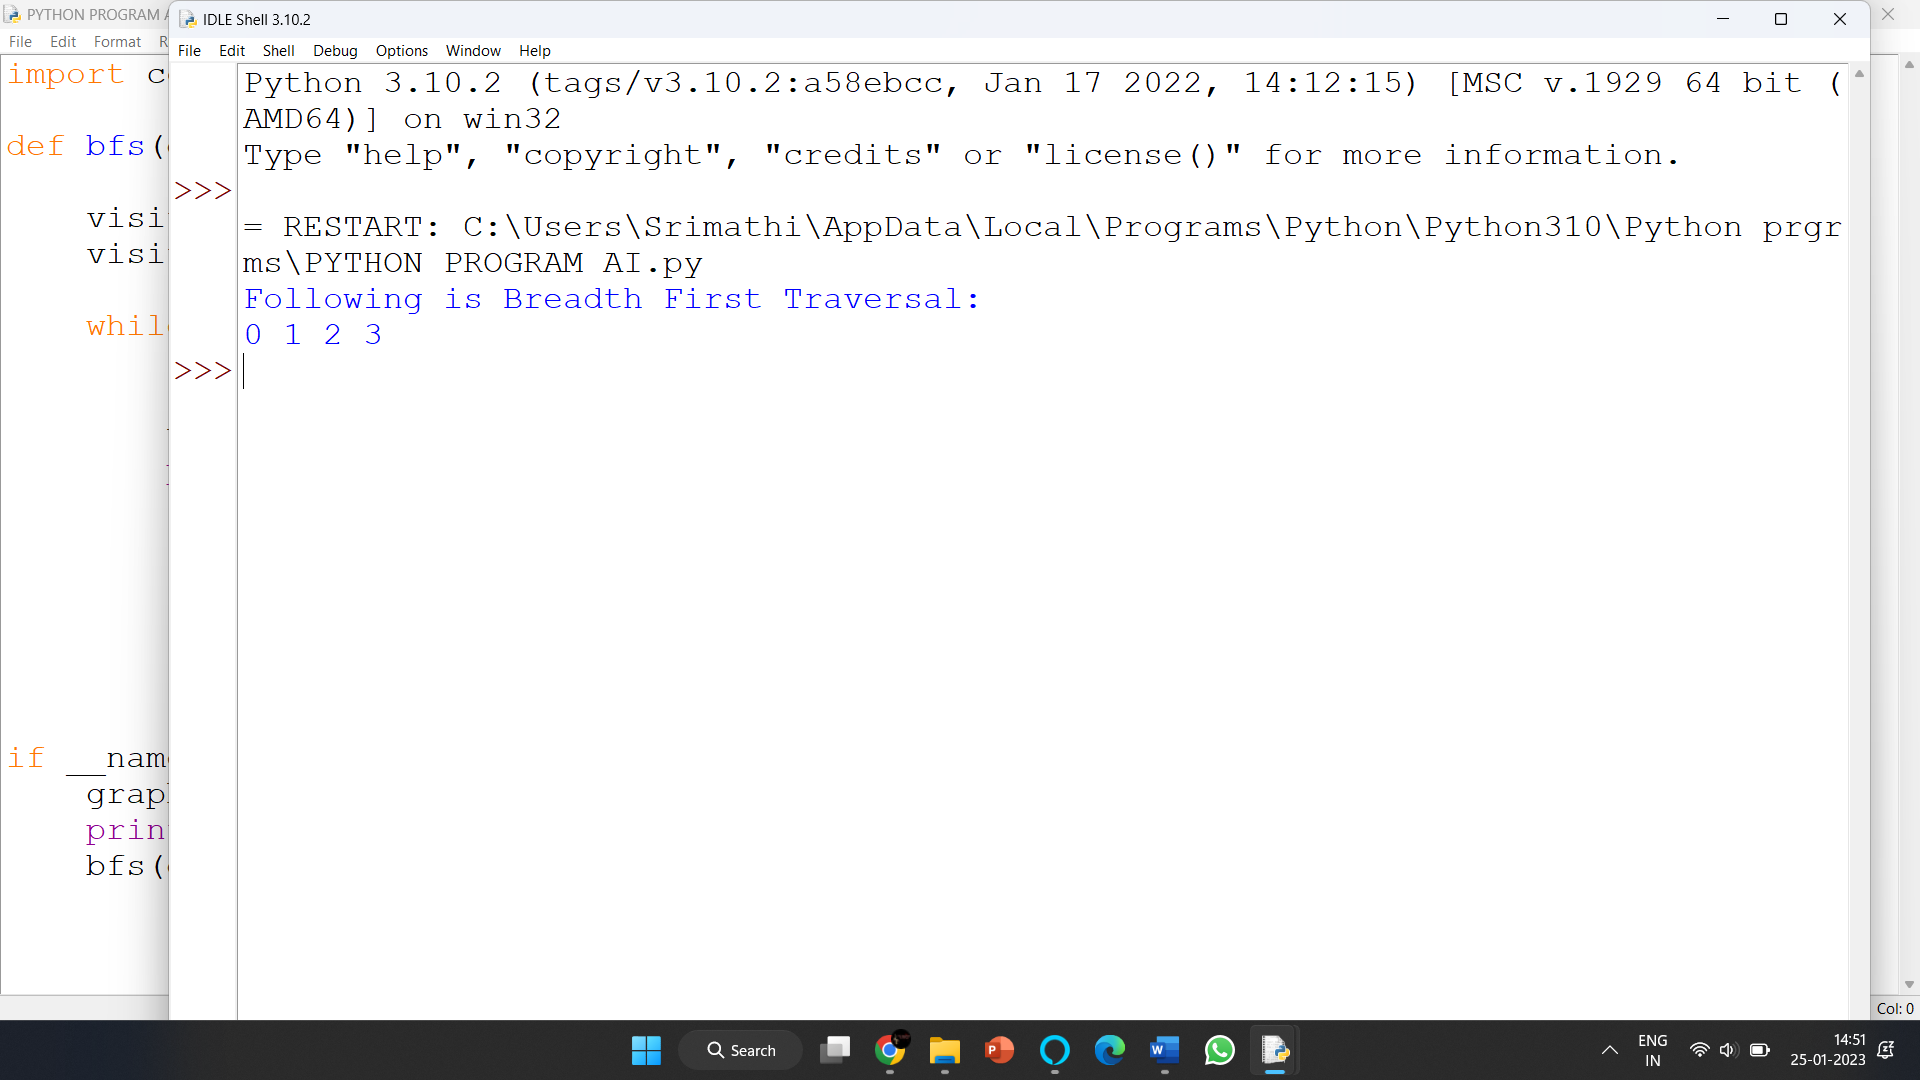 PYTHON PROGRAM
File Edit Format
import
def bfs(
if
bfs(
IDLE Shell 3.10.2
File Edit Shell Debug Options Window Help
Python 3.10.2 (tags/v3.10.2:a58ebcc, Jan 17 2022, 14:12:15) [MSC v.1929 64 bit (
AMD64)] on win32
Type "help", "copyright", "credits" or "license()" for more information.
>>>
= RESTART: C:\Users\Srimathi\AppData\Local\Programs\Python\Python310\Python prgr
ms\PYTHON PROGRAM AI.py
Following is Breadth First Traversal:
0 1 2 3
>>>
Col: 0
Search
ENG
IN
14:51
25-01-2023